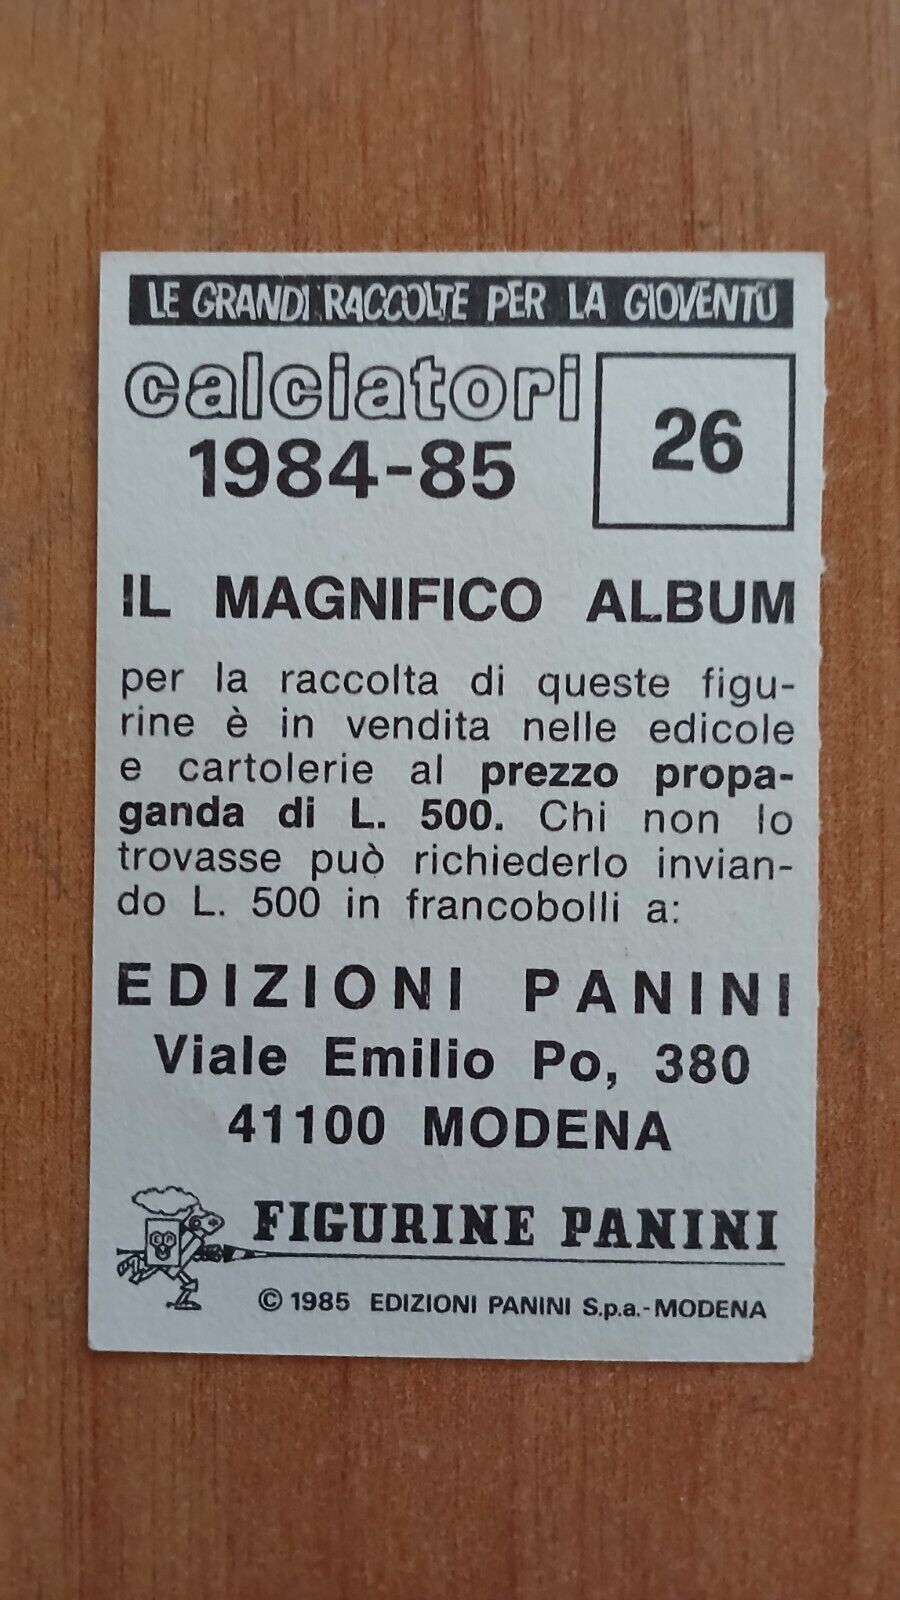 LE GRANDI RACCOLTE PER LA GIOVENTÙ
calciatori
1984-85
26
IL MAGNIFICO ALBUM
per la raccolta di queste figu-
rine è in vendita nelle edicole
e cartolerie al prezzo propa-
ganda di L. 500. Chi non lo
trovasse può richiederlo invian-
do L. 500 in francobolli a:
EDIZIONI PANINI
Viale Emilio Po, 380
41100 MODENA
FIGURINE PANINI
© 1985 EDIZIONI PANINI S.p.a.-MODENA